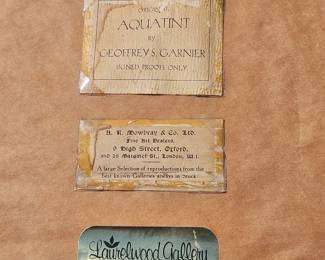 AQUATINT
BY
GEOFFREY S. GARNIER
SIGNED PROOFS ONLY
A. R. Mowbray & Co. Ltd.
Fine Art Dealers,
9 High Street, Oxford,
and 28 Margaret St., London, W.1.
A large Selection of reproductions from the
best known Galleries always in Stock.
Laurelwood Gallery